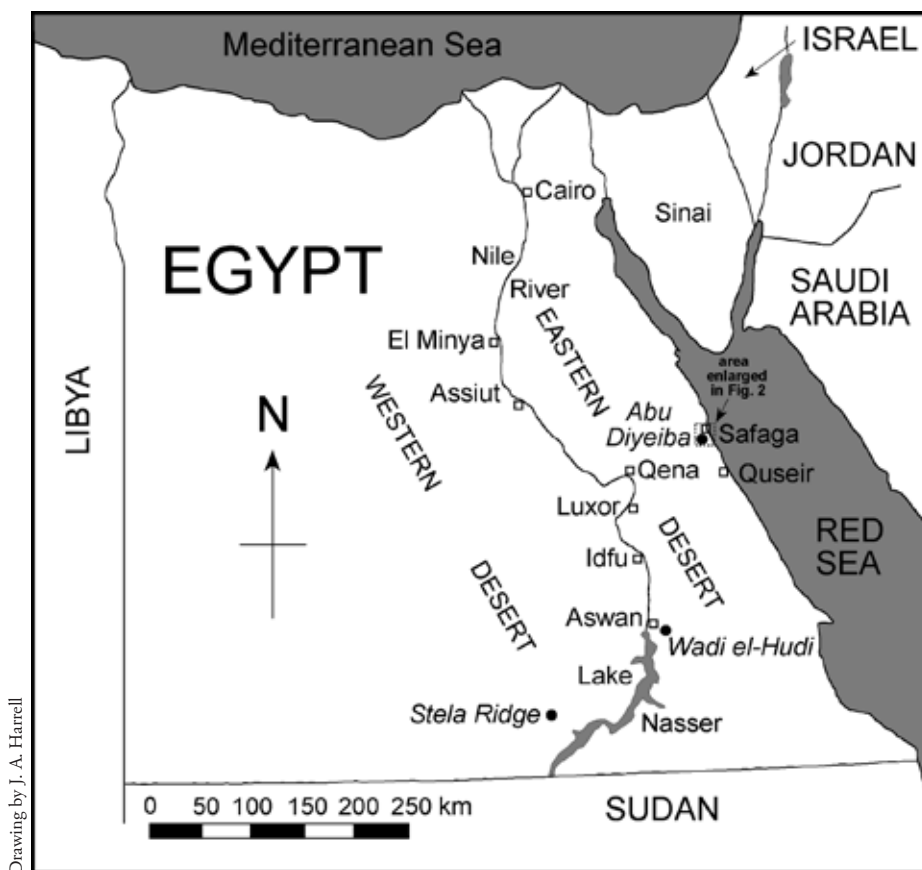 Mediterranean Sea
ISRAEL
JORDAN
Cairo
Sinai
EGYPT
Nile
River
SAUDI
ARABIA
El Minya
EASTERN
area
enlarged
in Fig. 2
LIBYA
WESTERN
Assiut
N
Abu
Diyeiba
Safaga
Qena
Quseir
Luxor
RED
SEA
Idfu
DESERT
DESERT
Aswan
Wadi el-Hudi
Lake
Nasser
Stela Ridge
0 50 100 150 200 250 km
SUDAN
Drawing by J. A. Harrell